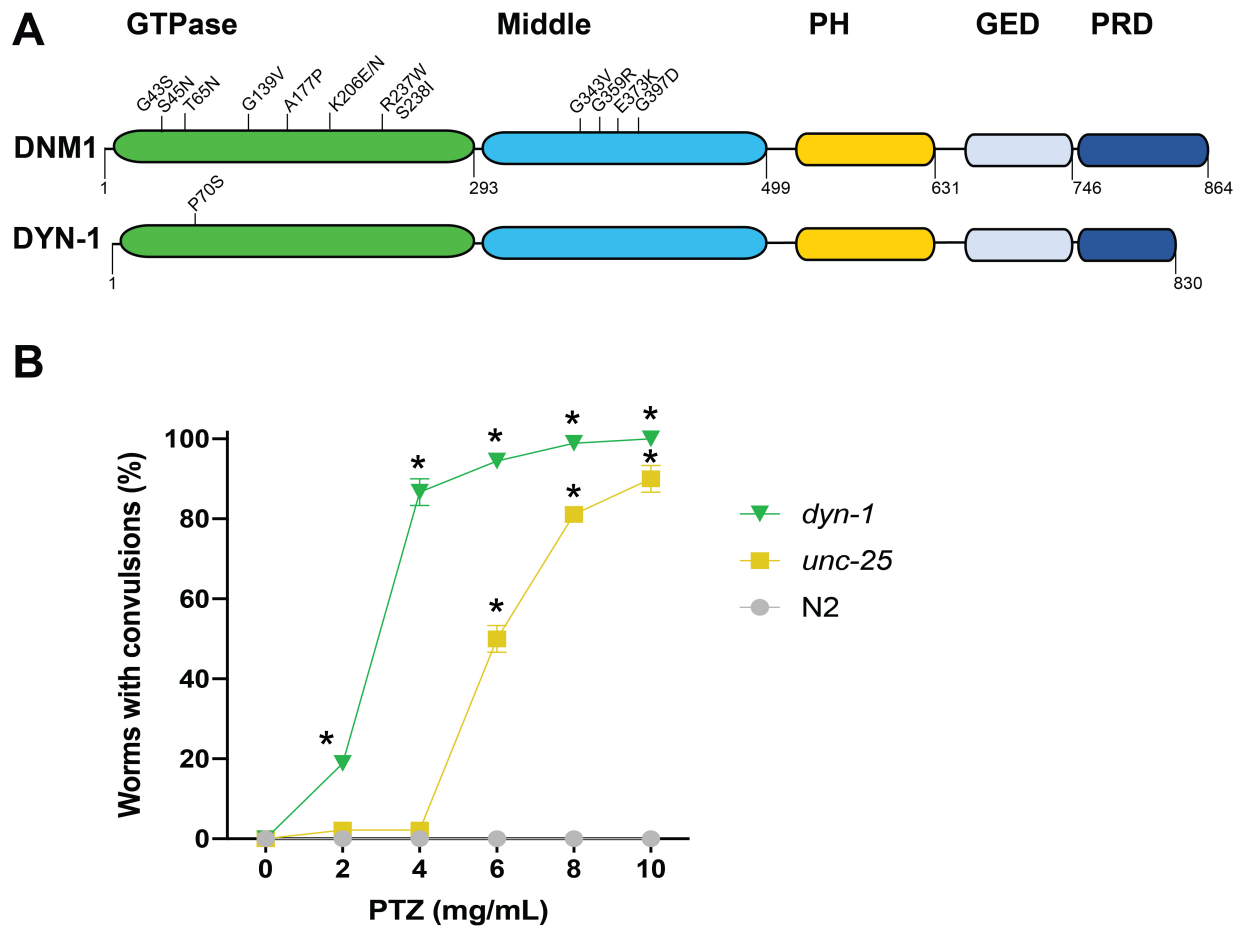 A
GTPase Middle PH GED PRD
G43S S45N T65N G139V A177P K206E/N R237W S238I G343V G359R E373K G397D
DNM1
1 293 499 631 746 864
P70S
DYN-1
1 830
B
* * * * * * * *
100
80
60
40
20
0
Worms with convulsions (%)
0 2 4 6 8 10
PTZ (mg/mL)
dyn-1
unc-25
N2